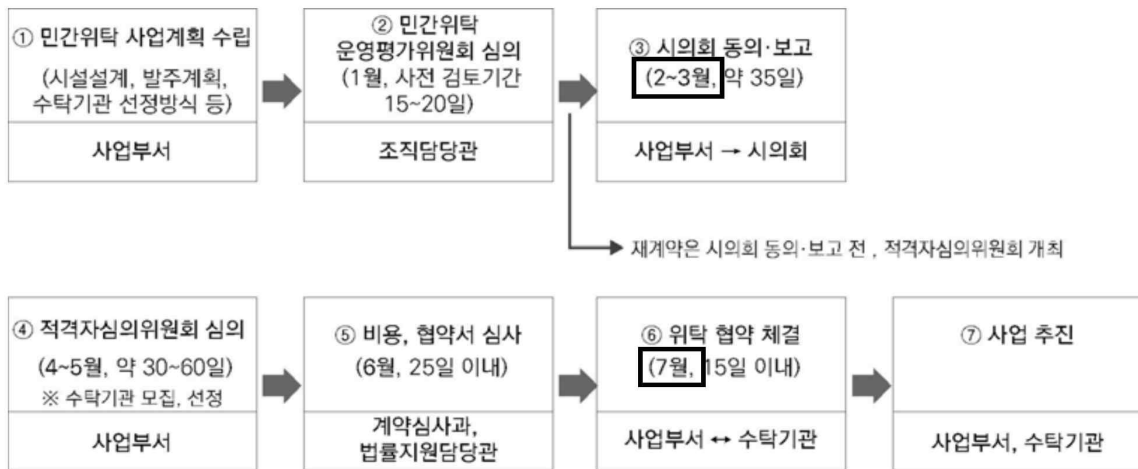 ① 민간위탁 사업계획 수립
(시설설계, 발주계획,
수탁기관 선정방식 등)
사업부서
② 민간위탁
운영평가위원회 심의
(1월, 사전 검토기간
15~20일)
조직담당관
③ 시의회 동의·보고
(2~3월, 약 35일)
사업부서 → 시의회
재계약은 시의회 동의·보고 전 , 적격자심의위원회 개최
④ 적격자심의위원회 심의
(4~5월, 약 30~60일)
※ 수탁기관 모집, 선정
사업부서
⑤ 비용, 협약서 심사
(6월, 25일 이내)
계약심사과,
법률지원담당관
⑥ 위탁 협약 체결
(7월, 15일 이내)
사업부서 ↔ 수탁기관
⑦ 사업 추진
사업부서, 수탁기관